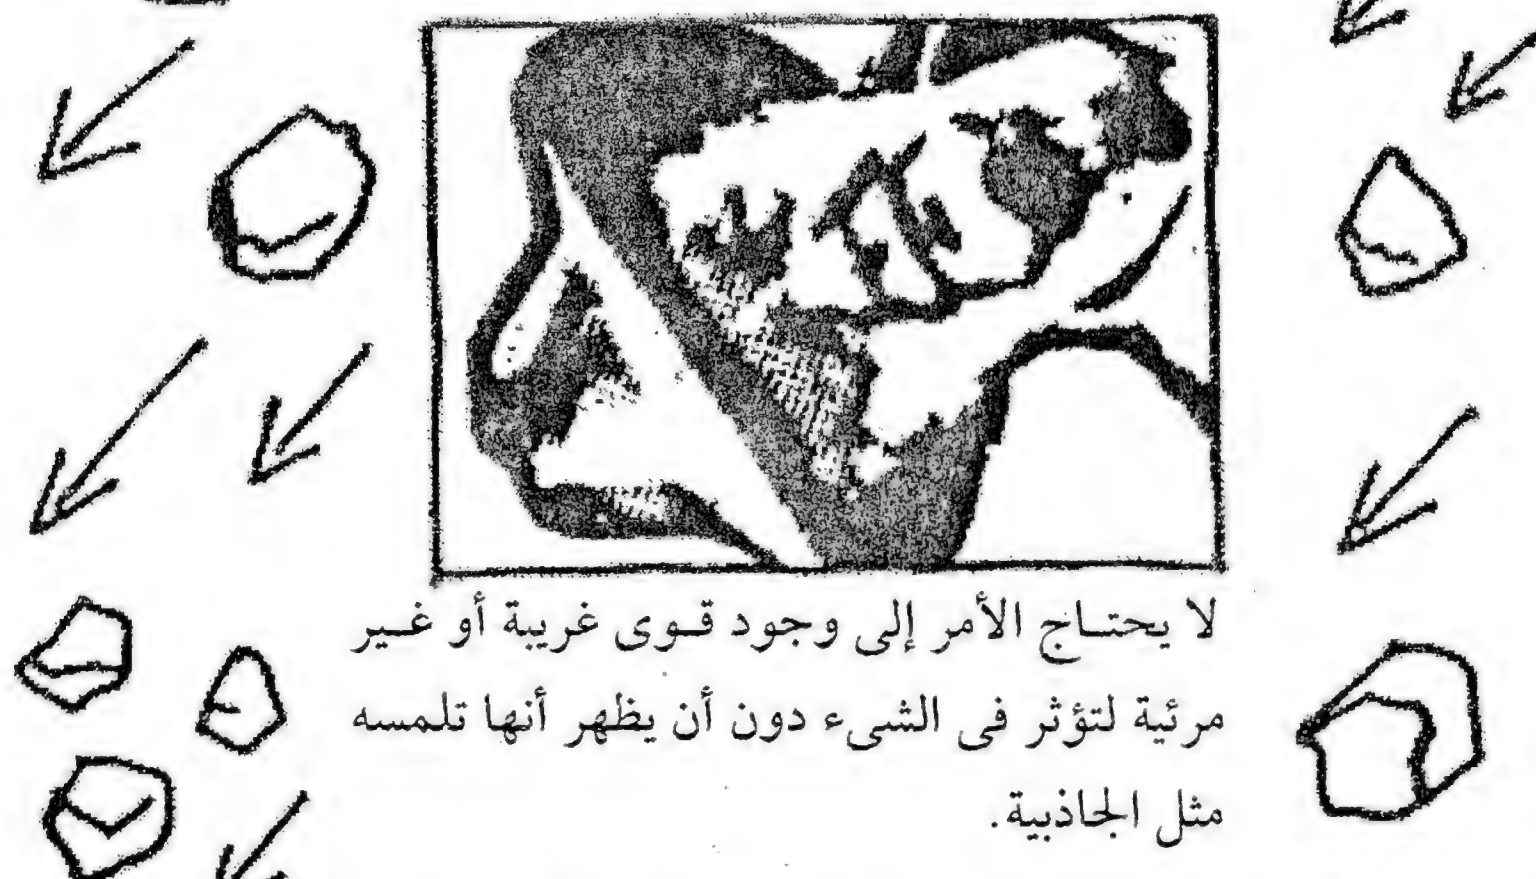 لا يحتاج الأمر إلى وجود قوى غريبة أو غير
مرئية لتؤثر فى الشىء دون أن يظهر أنها تلمسه
مثل الجاذبية.